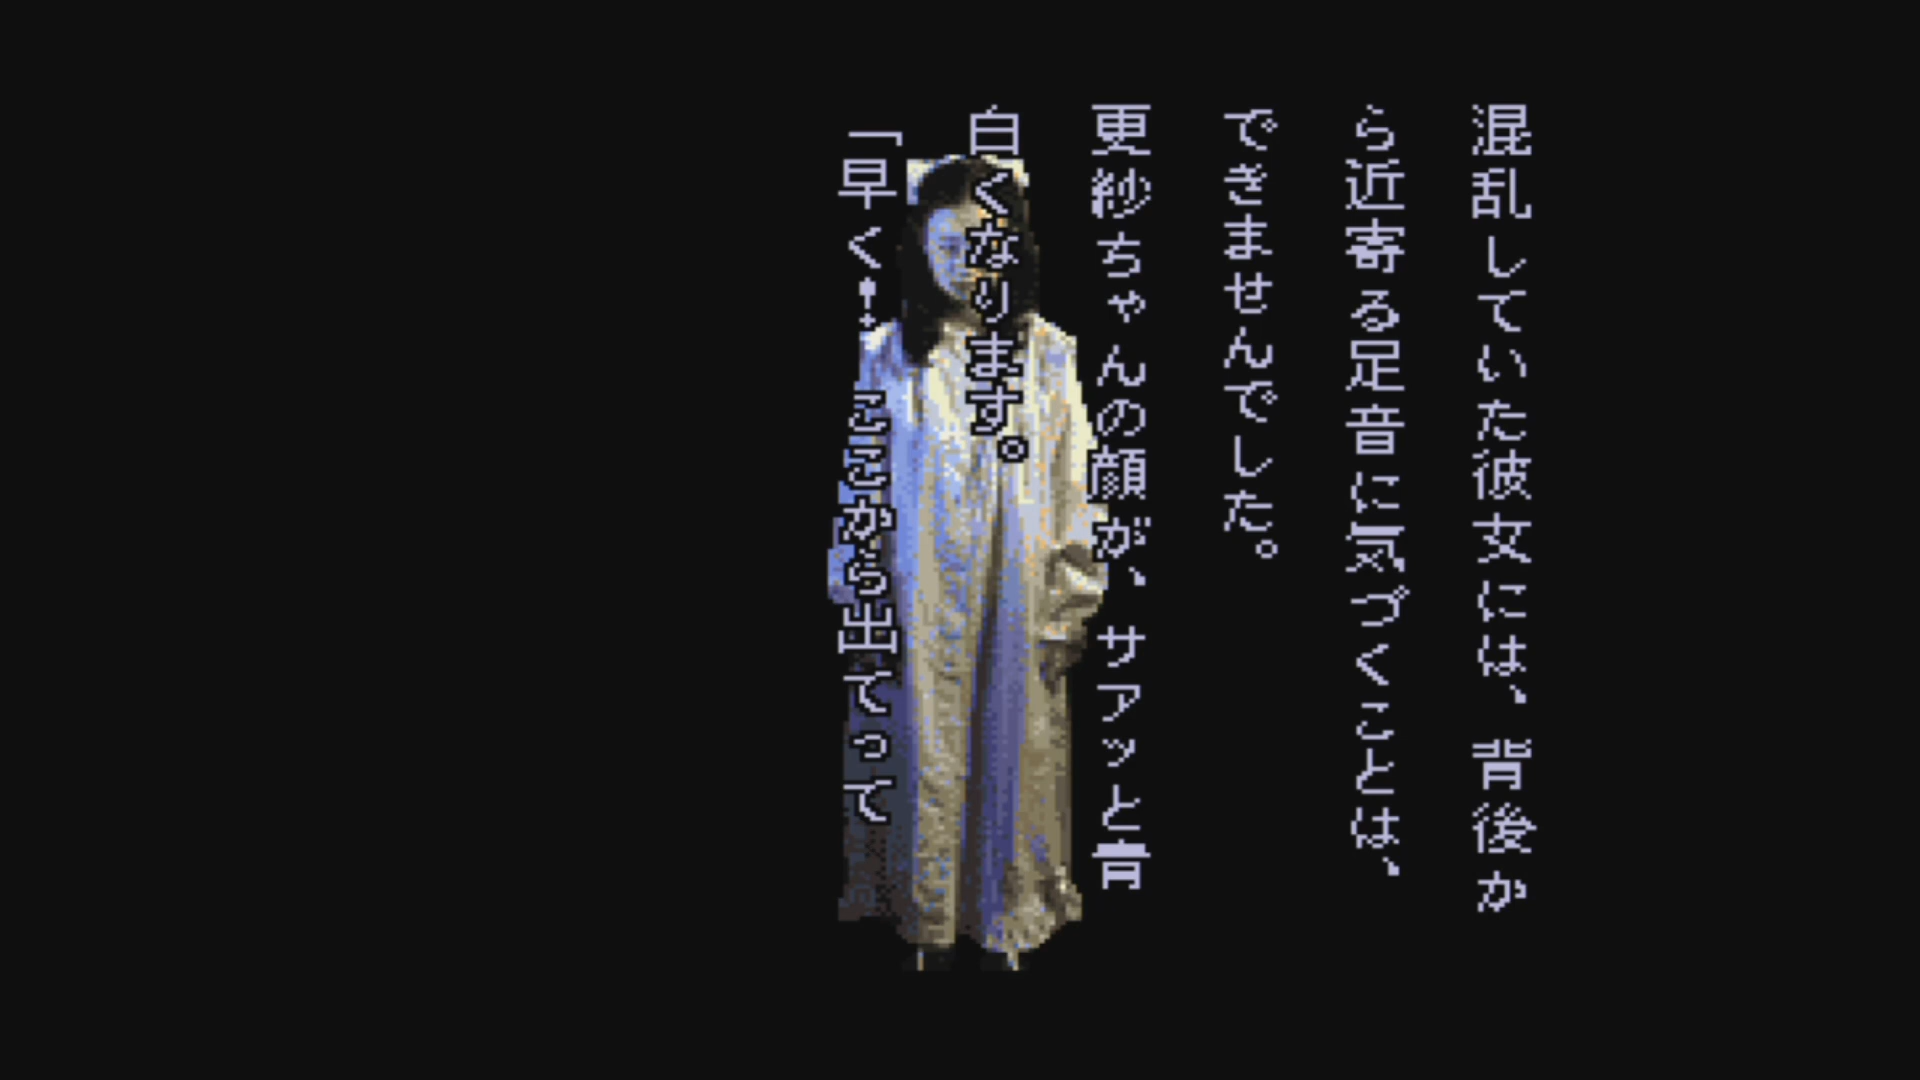 混乱していた彼女には、背後か
ら近寄る足音に気づくことは、
できませんでした。
更紗ちゃんの顔が、サァッと青
白くなります。
「早く！　ここから出てって